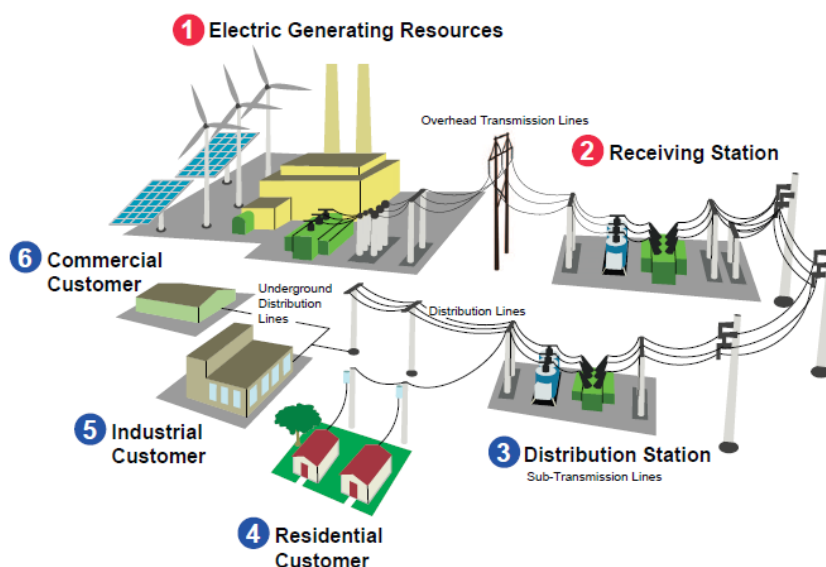 1 Electric Generating Resources
Overhead Transmission Lines
2 Receiving Station
6 Commercial
Customer
Underground
Distribution
Lines
Distribution Lines
5 Industrial
Customer
3 Distribution Station
Sub-Transmission Lines
4 Residential
Customer